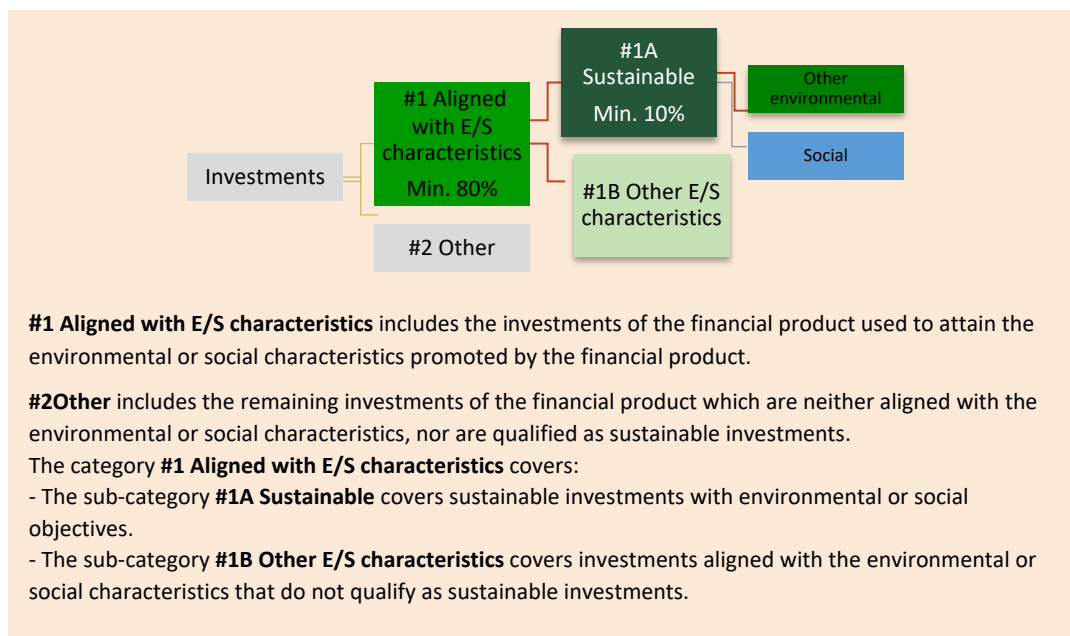 #1A
Sustainable
Min. 10%
Other
environmental
#1 Aligned
with E/S
characteristics
Min. 80%
Social
Investments
#1B Other E/S
characteristics
#2 Other
#1 Aligned with E/S characteristics includes the investments of the financial product used to attain the
environmental or social characteristics promoted by the financial product.
#2Other includes the remaining investments of the financial product which are neither aligned with the
environmental or social characteristics, nor are qualified as sustainable investments.
The category #1 Aligned with E/S characteristics covers:
- The sub-category #1A Sustainable covers sustainable investments with environmental or social
objectives.
- The sub-category #1B Other E/S characteristics covers investments aligned with the environmental or
social characteristics that do not qualify as sustainable investments.